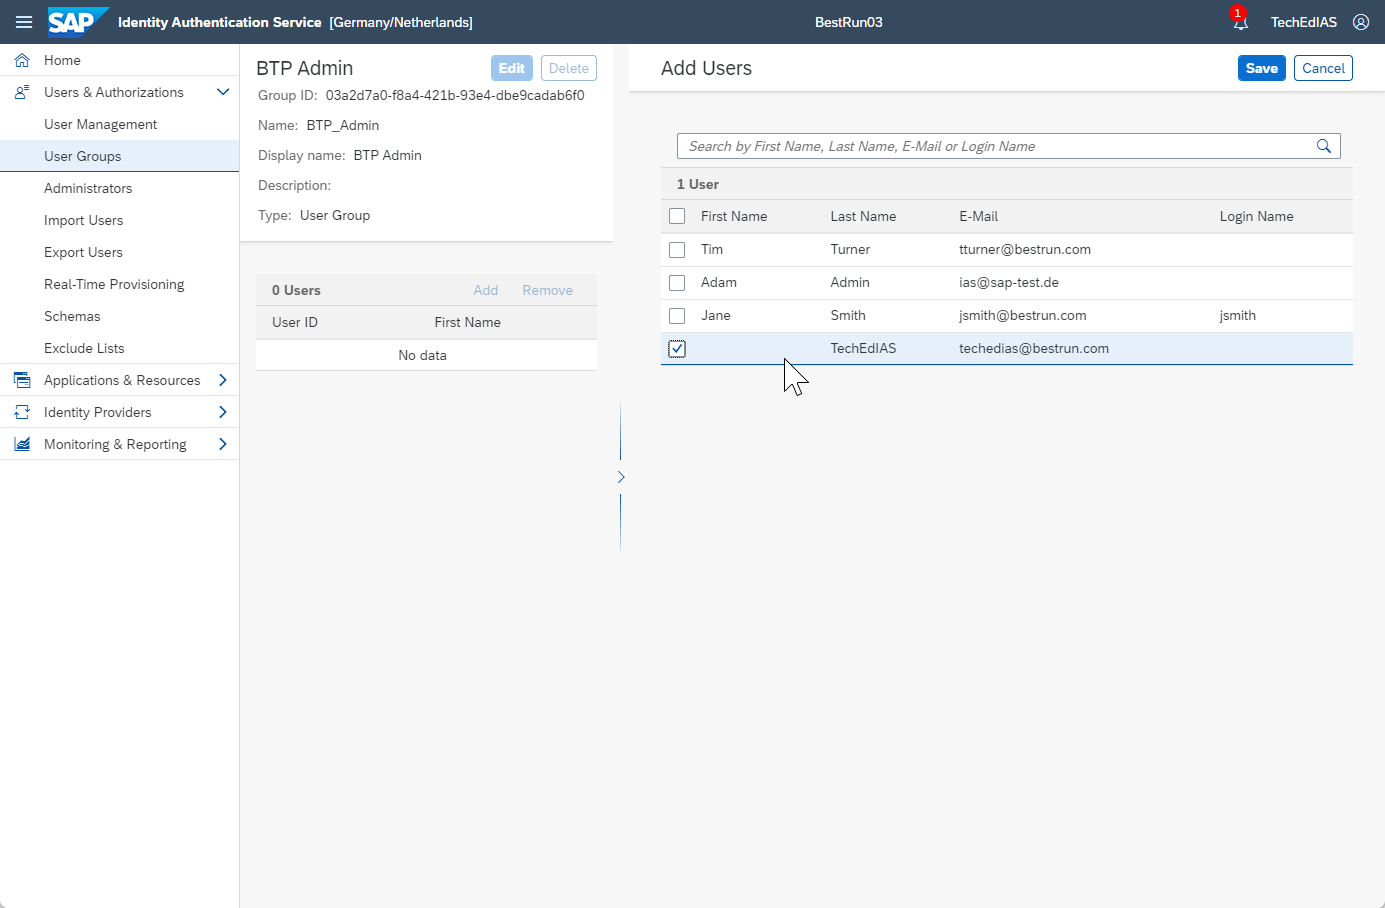 SAP Identity Authentication Service [Germany/Netherlands] BestRun03 1 TechEdIAS
Home
Users & Authorizations
User Management
User Groups
Administrators
Import Users
Export Users
Real-Time Provisioning
Schemas
Exclude Lists
Applications & Resources
Identity Providers
Monitoring & Reporting
BTP Admin Edit Delete
Group ID: 03a2d7a0-f8a4-421b-93e4-dbe9cadab6f0
Name: BTP_Admin
Display name: BTP Admin
Description:
Type: User Group
0 Users Add Remove
User ID First Name
No data
Add Users Save Cancel
Search by First Name, Last Name, E-Mail or Login Name
1 User
First Name Last Name E-Mail Login Name
Tim Turner tturner@bestrun.com
Adam Admin ias@sap-test.de
Jane Smith jsmith@bestrun.com jsmith
TechEdIAS techedias@bestrun.com